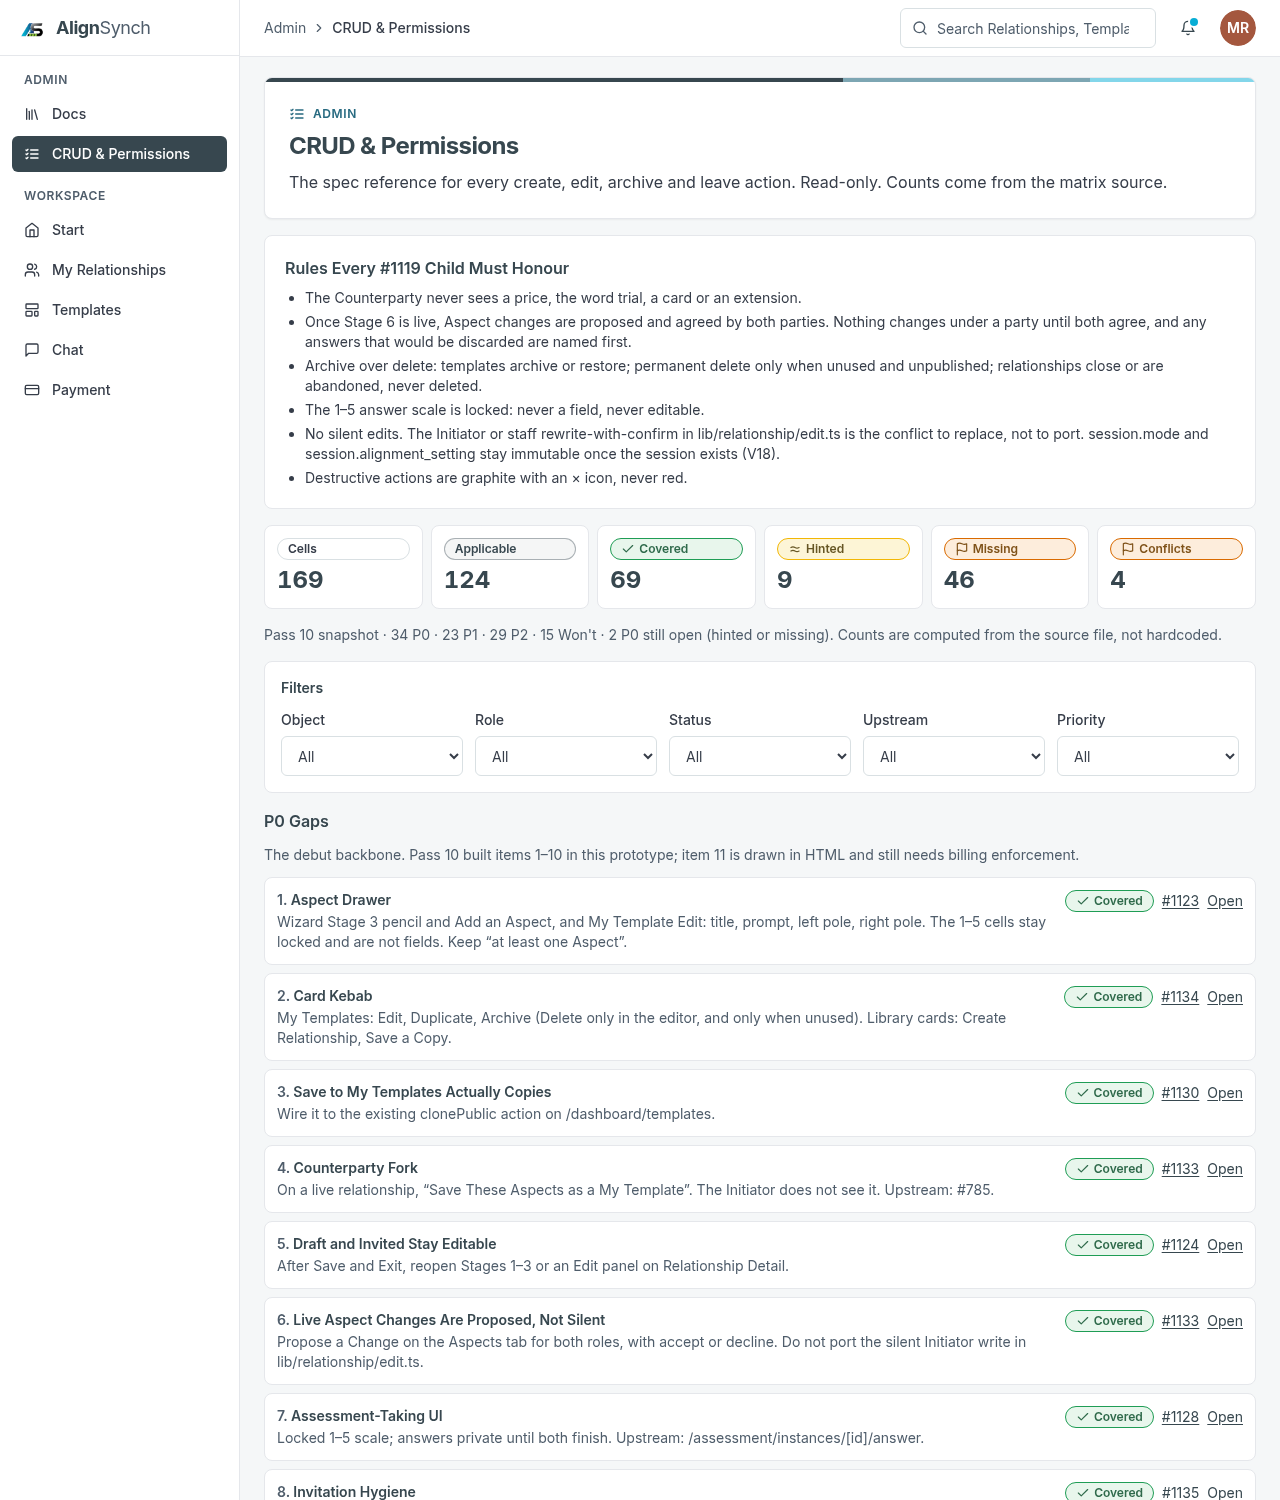 AlignSynch
Admin
CRUD & Permissions
Search Relationships, Templa
MR
ADMIN
Docs
CRUD & Permissions
WORKSPACE
Start
My Relationships
Templates
Chat
Payment
ADMIN
CRUD & Permissions
The spec reference for every create, edit, archive and leave action. Read-only. Counts come from the matrix source.
Rules Every #1119 Child Must Honour
The Counterparty never sees a price, the word trial, a card or an extension.
Once Stage 6 is live, Aspect changes are proposed and agreed by both parties. Nothing changes under a party until both agree, and any
answers that would be discarded are named first.
Archive over delete: templates archive or restore; permanent delete only when unused and unpublished; relationships close or are
abandoned, never deleted.
The 1–5 answer scale is locked: never a field, never editable.
No silent edits. The Initiator or staff rewrite-with-confirm in lib/relationship/edit.ts is the conflict to replace, not to port. session.mode and
session.alignment_setting stay immutable once the session exists (V18).
Destructive actions are graphite with an × icon, never red.
Cells
169
Applicable
124
Covered
69
Hinted
9
Missing
46
Conflicts
4
Pass 10 snapshot · 34 P0 · 23 P1 · 29 P2 · 15 Won't · 2 P0 still open (hinted or missing). Counts are computed from the source file, not hardcoded.
Filters
Object
All
Role
All
Status
All
Upstream
All
Priority
All
P0 Gaps
The debut backbone. Pass 10 built items 1–10 in this prototype; item 11 is drawn in HTML and still needs billing enforcement.
1. Aspect Drawer
Covered #1123 Open
Wizard Stage 3 pencil and Add an Aspect, and My Template Edit: title, prompt, left pole, right pole. The 1–5 cells stay
locked and are not fields. Keep “at least one Aspect”.
2. Card Kebab
Covered #1134 Open
My Templates: Edit, Duplicate, Archive (Delete only in the editor, and only when unused). Library cards: Create
Relationship, Save a Copy.
3. Save to My Templates Actually Copies
Covered #1130 Open
Wire it to the existing clonePublic action on /dashboard/templates.
4. Counterparty Fork
Covered #1133 Open
On a live relationship, “Save These Aspects as a My Template”. The Initiator does not see it. Upstream: #785.
5. Draft and Invited Stay Editable
Covered #1124 Open
After Save and Exit, reopen Stages 1–3 or an Edit panel on Relationship Detail.
6. Live Aspect Changes Are Proposed, Not Silent
Covered #1133 Open
Propose a Change on the Aspects tab for both roles, with accept or decline. Do not port the silent Initiator write in
lib/relationship/edit.ts.
7. Assessment-Taking UI
Covered #1128 Open
Locked 1–5 scale; answers private until both finish. Upstream: /assessment/instances/[id]/answer.
8. Invitation Hygiene
Covered #1135 Open